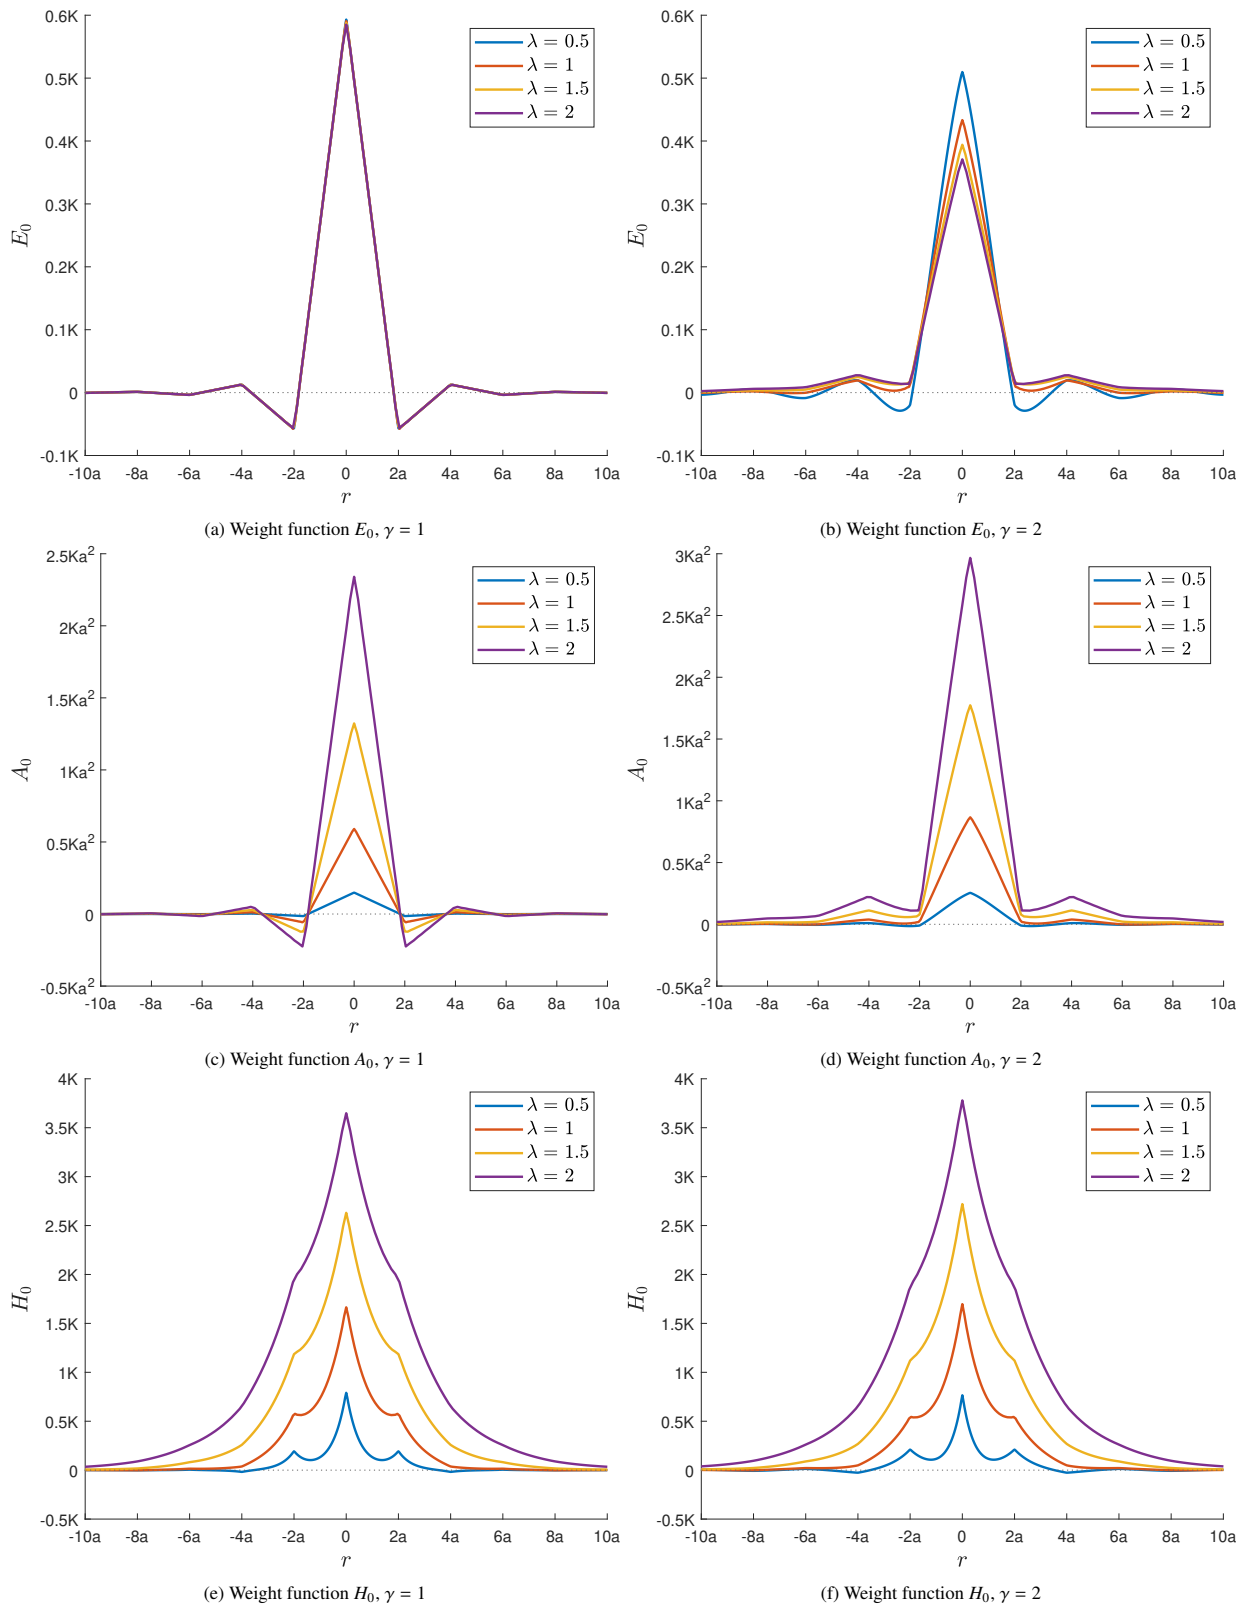 0.6K
0.5K
0.4K
0.3K
0.2K
0.1K
0
-0.1K
E0
λ = 0.5
λ = 1
λ = 1.5
λ = 2
-10a -8a -6a -4a -2a 0 2a 4a 6a 8a 10a
r
(a) Weight function E0, γ = 1
0.6K
0.5K
0.4K
0.3K
0.2K
0.1K
0
-0.1K
E0
λ = 0.5
λ = 1
λ = 1.5
λ = 2
-10a -8a -6a -4a -2a 0 2a 4a 6a 8a 10a
r
(b) Weight function E0, γ = 2
2.5Ka²
2Ka²
1.5Ka²
1Ka²
0.5Ka²
0
-0.5Ka²
A0
λ = 0.5
λ = 1
λ = 1.5
λ = 2
-10a -8a -6a -4a -2a 0 2a 4a 6a 8a 10a
r
(c) Weight function A0, γ = 1
3Ka²
2.5Ka²
2Ka²
1.5Ka²
1Ka²
0.5Ka²
0
-0.5Ka²
A0
λ = 0.5
λ = 1
λ = 1.5
λ = 2
-10a -8a -6a -4a -2a 0 2a 4a 6a 8a 10a
r
(d) Weight function A0, γ = 2
4K
3.5K
3K
2.5K
2K
1.5K
1K
0.5K
0
-0.5K
H0
λ = 0.5
λ = 1
λ = 1.5
λ = 2
-10a -8a -6a -4a -2a 0 2a 4a 6a 8a 10a
r
(e) Weight function H0, γ = 1
4K
3.5K
3K
2.5K
2K
1.5K
1K
0.5K
0
-0.5K
H0
λ = 0.5
λ = 1
λ = 1.5
λ = 2
-10a -8a -6a -4a -2a 0 2a 4a 6a 8a 10a
r
(f) Weight function H0, γ = 2